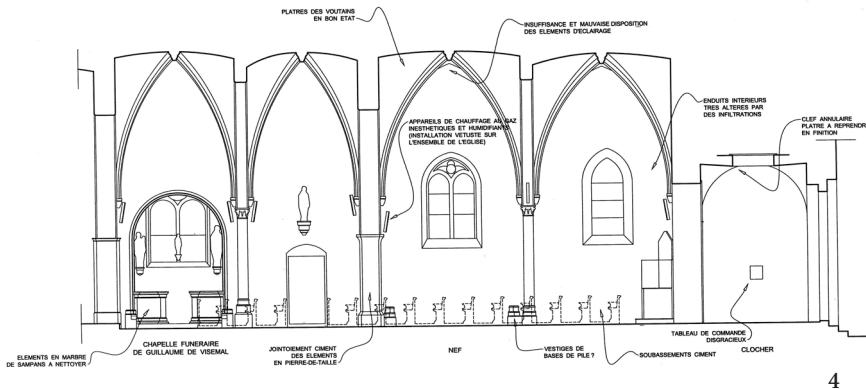 PLATRES DES VOUTAINS
EN BON ETAT
INSUFFISANCE ET MAUVAISE DISPOSITION
DES ELEMENTS D'ECLAIRAGE
APPAREILS DE CHAUFFAGE AU GAZ
INESTHETIQUES ET HUMIDIFIANTS
(INSTALLATION VETUSTE SUR
L'ENSEMBLE DE L'EGLISE)
ENDUITS INTERIEURS
TRES ALTERES PAR
DES INFILTRATIONS
CLEF ANNULAIRE
PLATRE A REPRENDRE
EN FINITION
ELEMENTS EN MARBRE
DE SAMPANS A NETTOYER
CHAPELLE FUNERAIRE
DE GUILLAUME DE VISEMAL
JOINTOIEMENT CIMENT
DES ELEMENTS
EN PIERRE-DE-TAILLE
NEF
VESTIGES DE
BASES DE PILE ?
SOUBASSEMENTS CIMENT
TABLEAU DE COMMANDE
DISGRACIEUX
CLOCHER
4